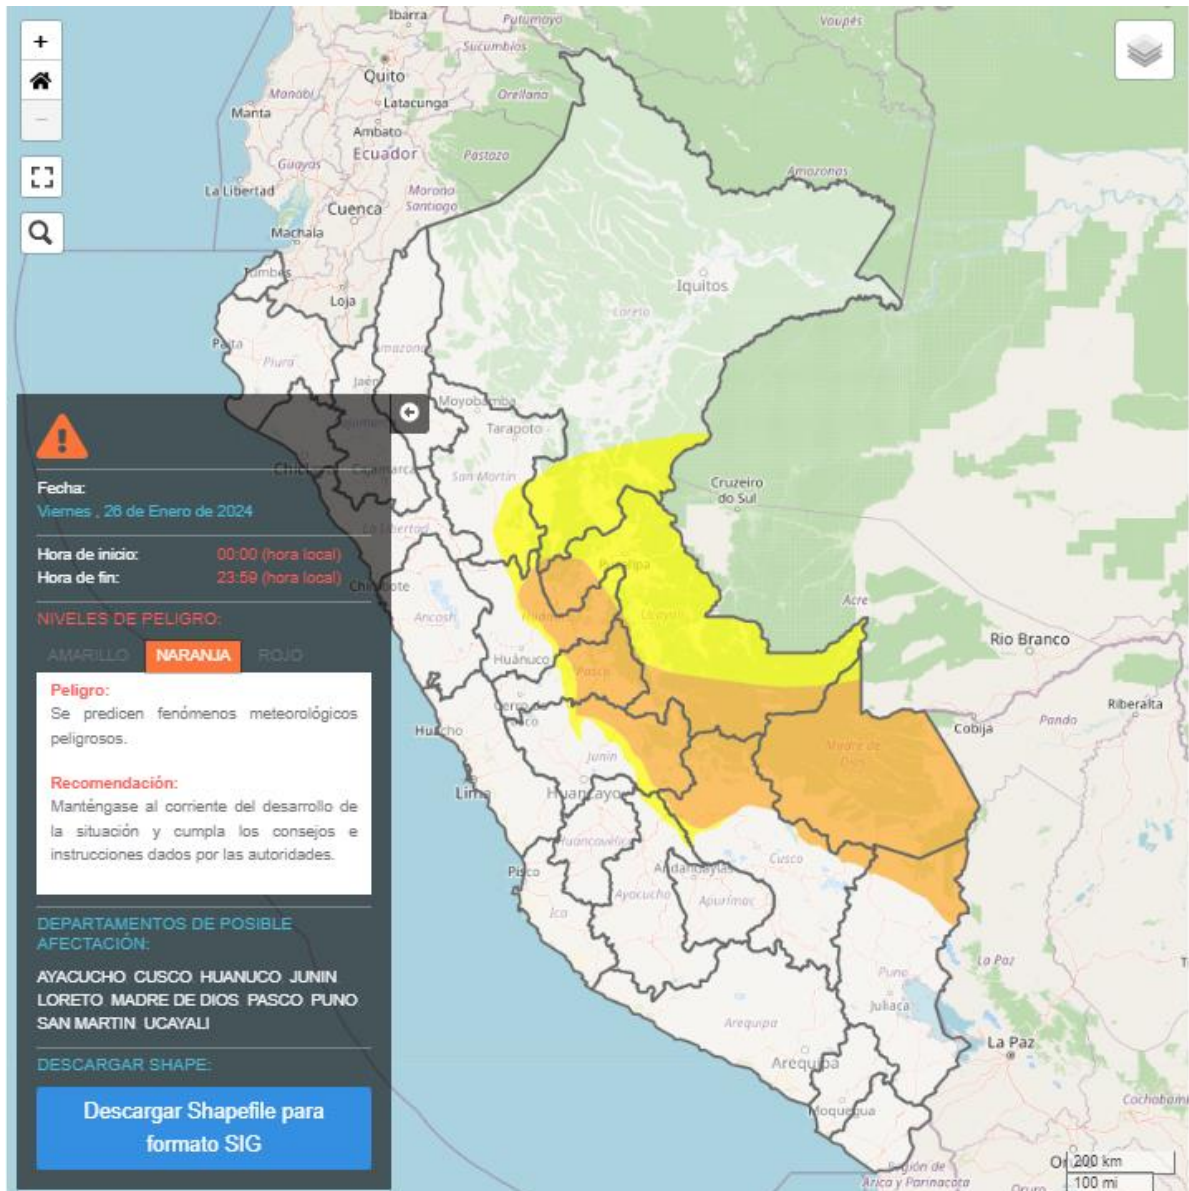 Ibarra
Putumayo
Vaupés
+
Sucumbíos
Quito
Manabí
Orellana
Latacunga
Manta
−
Ambato
Ecuador
Pastaza
Guayas
Amazonas
La Libertad
Morona
Santiago
Cuenca
Machala
Tumbes
Iquitos
Loja
Loreto
Paita
Piura
Amazonas
Jaén
Moyobamba
Tarapoto
Cajamarca
San Martín
Cruzeiro
do Sul
La Libertad
Pucallpa
Chimbote
Ucayali
Acre
Ancash
Huánuco
Rio Branco
Huánuco
Pasco
Riberalta
Cerro de
Pasco
Pando
Huacho
Cobija
Madre de
Dios
Junín
Lima
Huancayo
Huancavelica
Cusco
Pisco
Andahuaylas
Ayacucho
Apurímac
Ica
La Paz
Puno
Juliaca
Arequipa
La Paz
Arequipa
Moquegua
Cochabamb
200 km
Región de
Arica y Parinacota
Oruro
100 mi
Fecha:
Viernes , 26 de Enero de 2024
Hora de inicio: 00:00 (hora local)
Hora de fin: 23:59 (hora local)
NIVELES DE PELIGRO:
AMARILLO NARANJA ROJO
Peligro:
Se predicen fenómenos meteorológicos
peligrosos.
Recomendación:
Manténgase al corriente del desarrollo de
la situación y cumpla los consejos e
instrucciones dados por las autoridades.
DEPARTAMENTOS DE POSIBLE
AFECTACIÓN:
AYACUCHO CUSCO HUANUCO JUNIN
LORETO MADRE DE DIOS PASCO PUNO
SAN MARTIN UCAYALI
DESCARGAR SHAPE:
Descargar Shapefile para
formato SIG